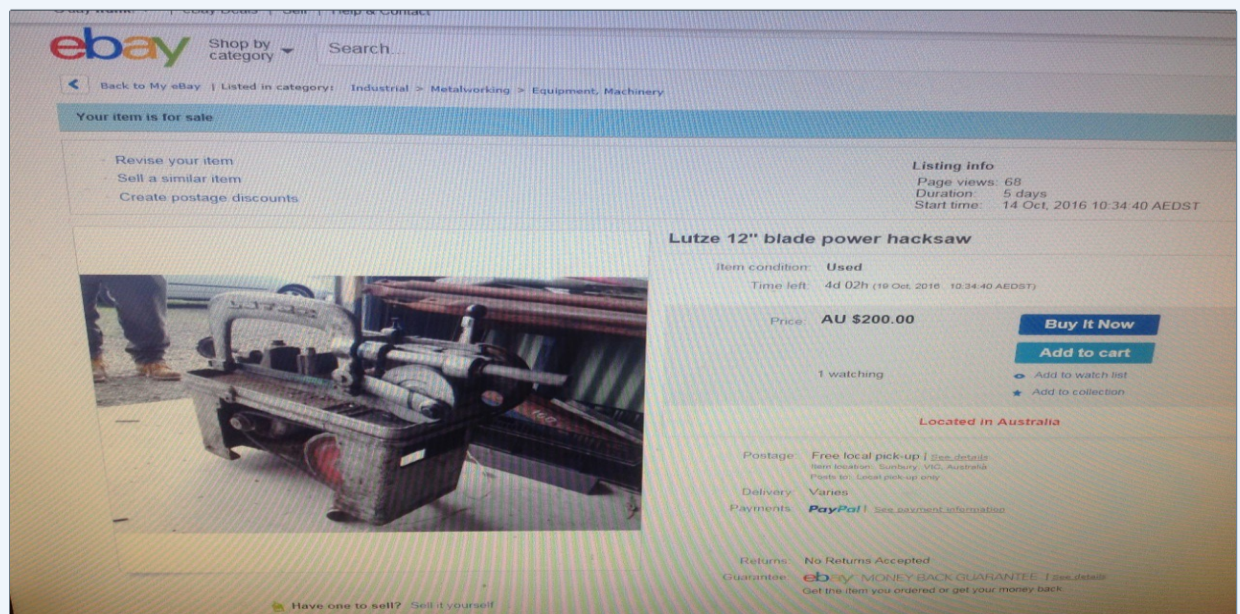 eBay Deals | Sell | Help & Contact
ebay
Shop by
category
Search...
Back to My eBay | Listed in category: Industrial > Metalworking > Equipment, Machinery
Your item is for sale
Revise your item
Sell a similar item
Create postage discounts
Listing info
Page views: 68
Duration: 5 days
Start time: 14 Oct, 2016 10:34:40 AEDST
Lutze 12" blade power hacksaw
Item condition: Used
Time left: 4d 02h (19 Oct, 2016 10:34:40 AEDST)
Price: AU $200.00
Buy It Now
Add to cart
1 watching
Add to watch list
Add to collection
Located in Australia
Postage: Free local pick-up | See details
Item location: Sunbury, VIC, Australia
Posts to: Local pick-up only
Delivery: Varies
Payments: PayPal | See payment information
Returns: No Returns Accepted
Guarantee: ebay MONEY BACK GUARANTEE | See details
Get the item you ordered or get your money back.
Have one to sell? Sell it yourself